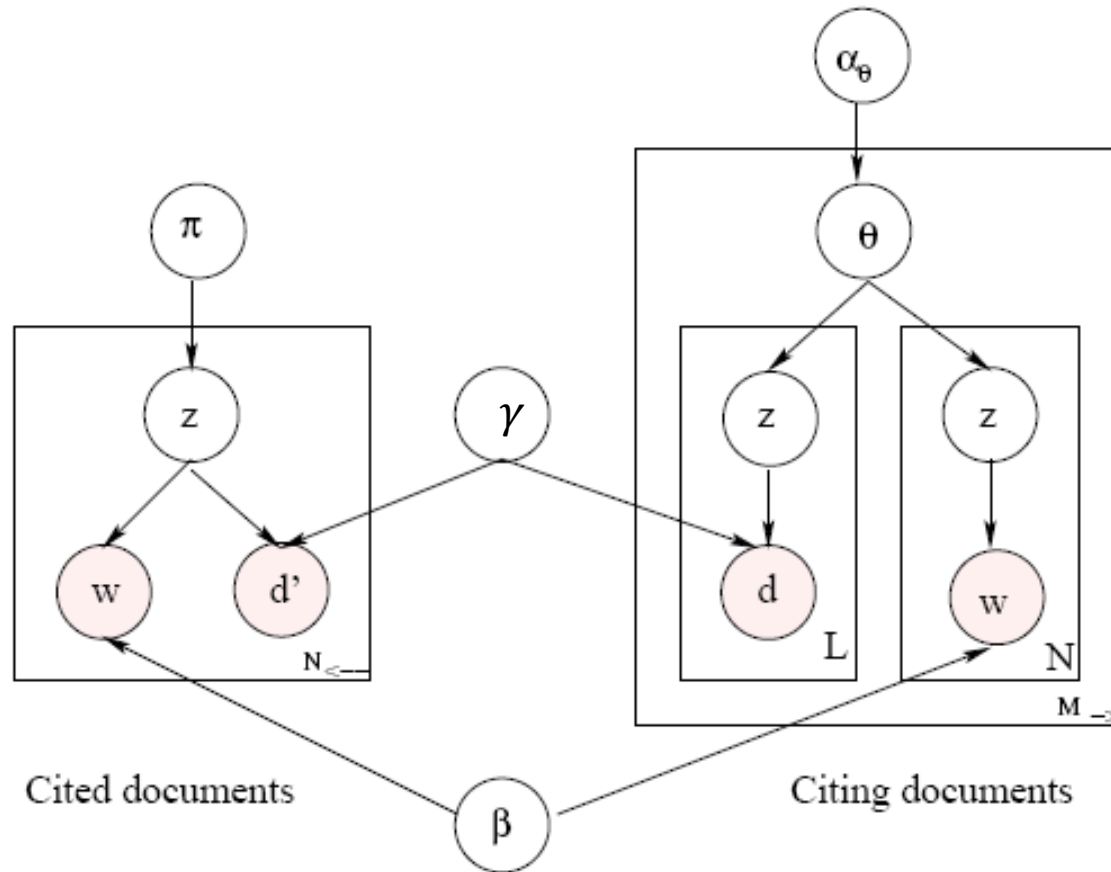 α_θ
π
θ
z
γ
z
z
w
d’
d
w
N <--
L
N
M ->
Cited documents
Citing documents
β